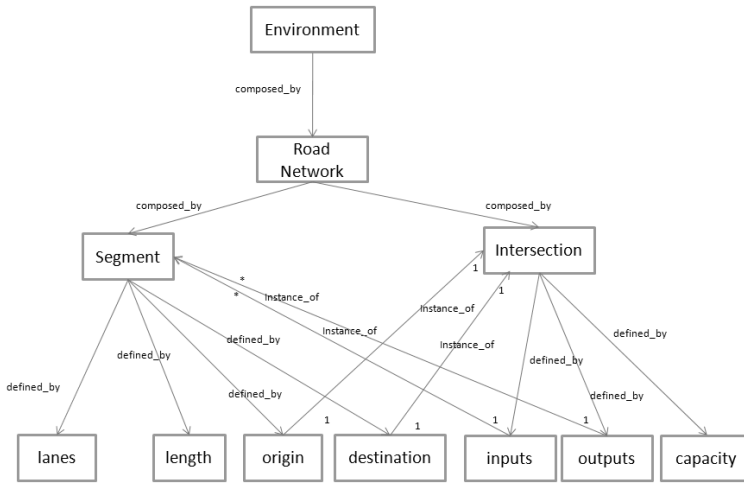 Environment
composed_by
Road
Network
composed_by
composed_by
Segment
Intersection
1
*
1
*
Instance_of
Instance_of
Instance_of
defined_by
Instance_of
defined_by
defined_by
defined_by
defined_by
defined_by
defined_by
1
1
1
1
lanes
length
origin
destination
inputs
outputs
capacity